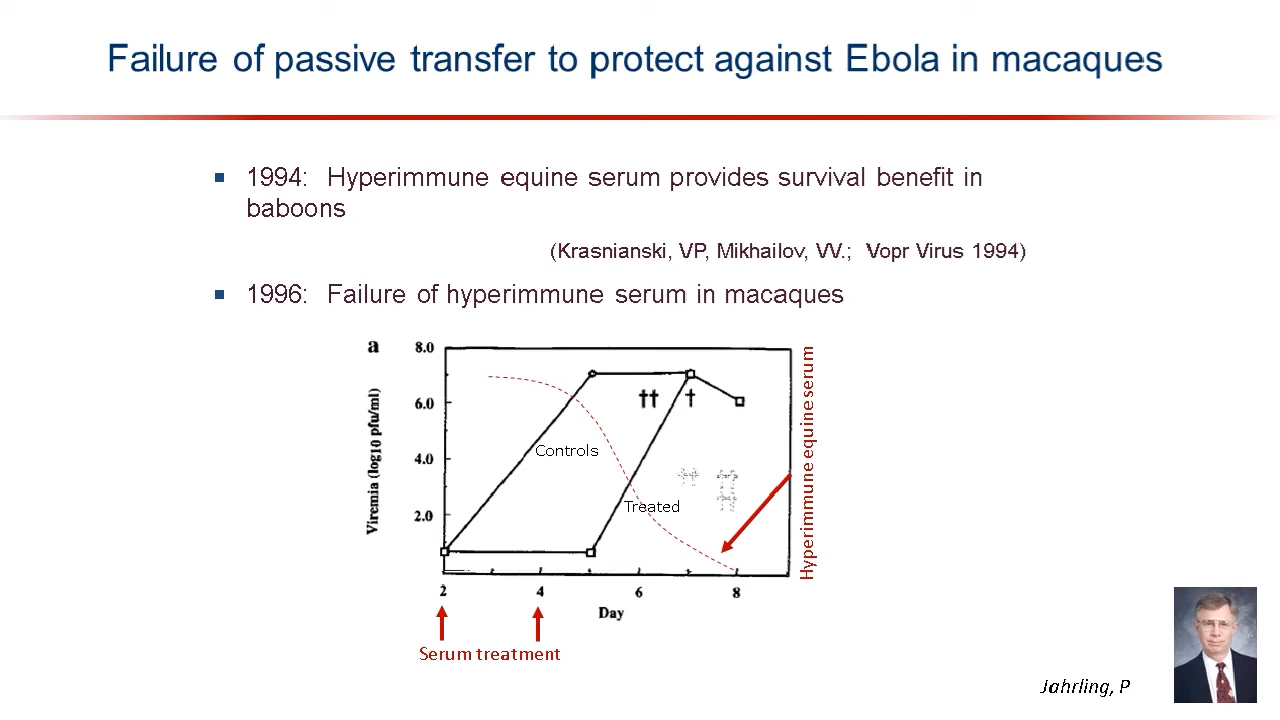 Failure of passive transfer to protect against Ebola in macaques
1994: Hyperimmune equine serum provides survival benefit in
baboons
(Krasnianski, VP, Mikhailov, VV.; Vopr Virus 1994)
1996: Failure of hyperimmune serum in macaques
a
Viremia (log10 pfu/ml)
8.0
6.0
4.0
2.0
†† †
Controls
Treated
2 4 6 8
Day
Hyperimmune equine serum
Serum treatment
Jahrling, P